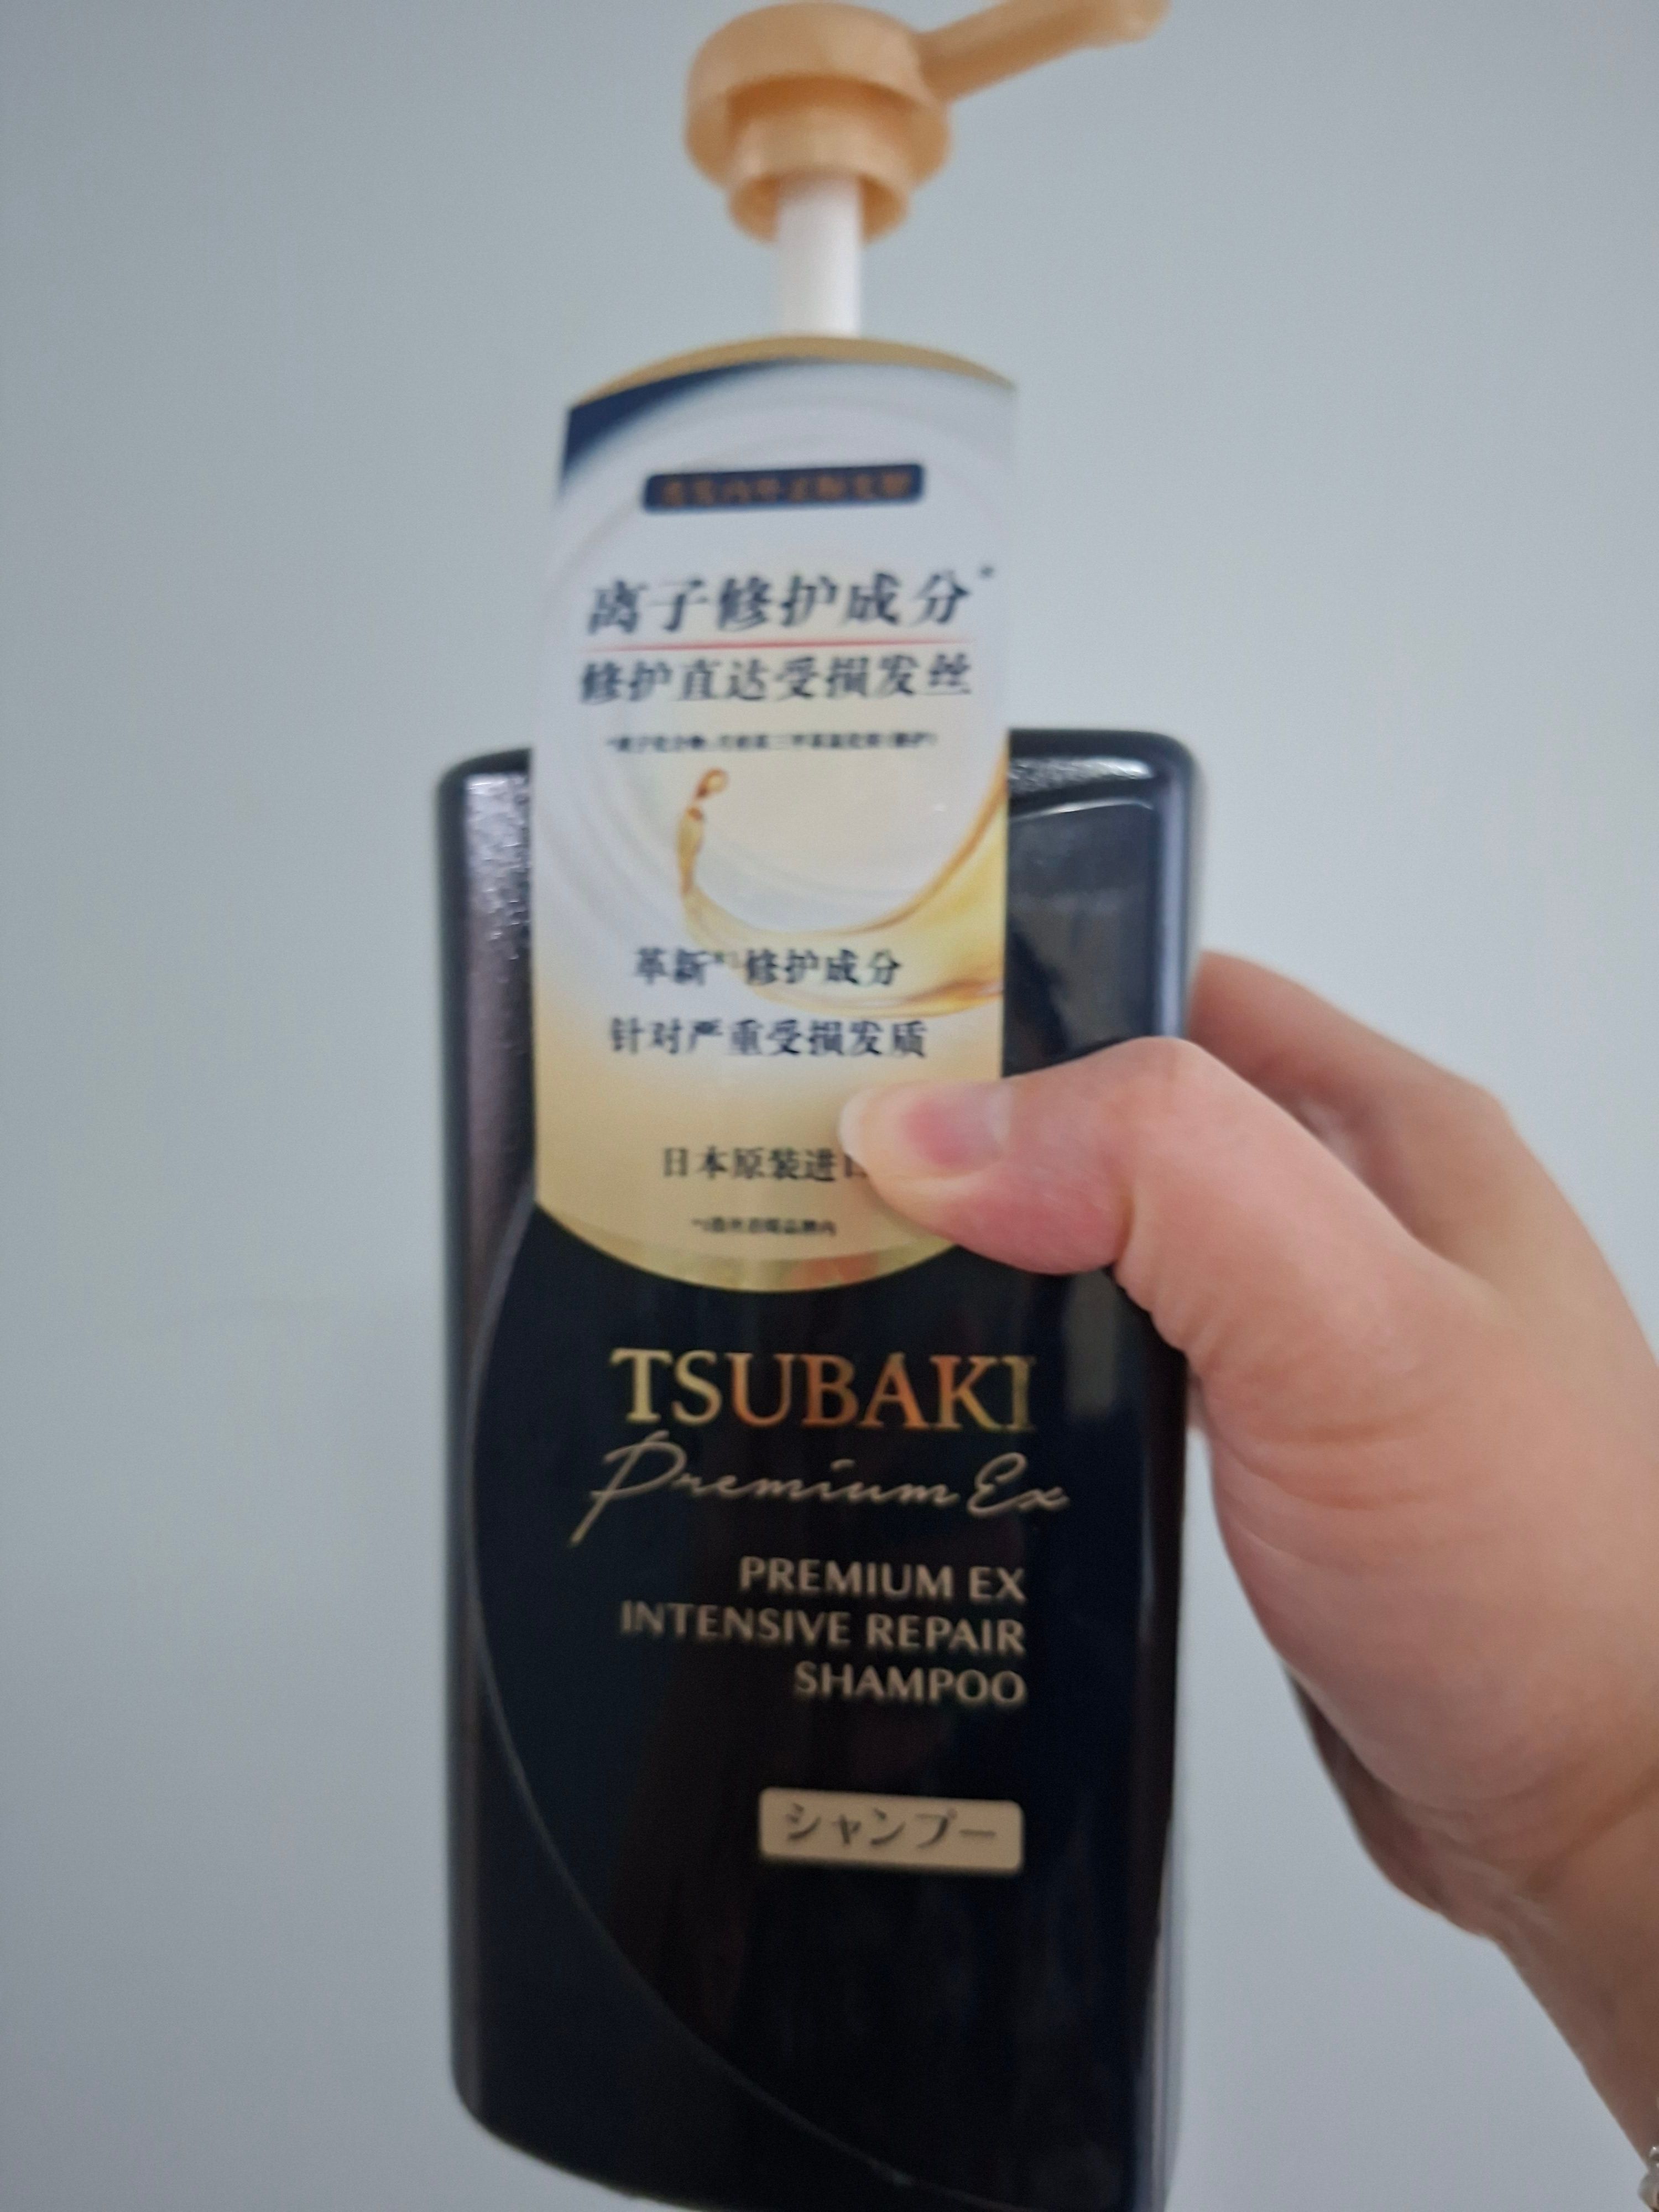 离子修护成分*
修护直达受损发丝
革新*¹修护成分
针对严重受损发质
日本原装进口
TSUBAKI
Premium Ex
PREMIUM EX
INTENSIVE REPAIR
SHAMPOO
シャンプー